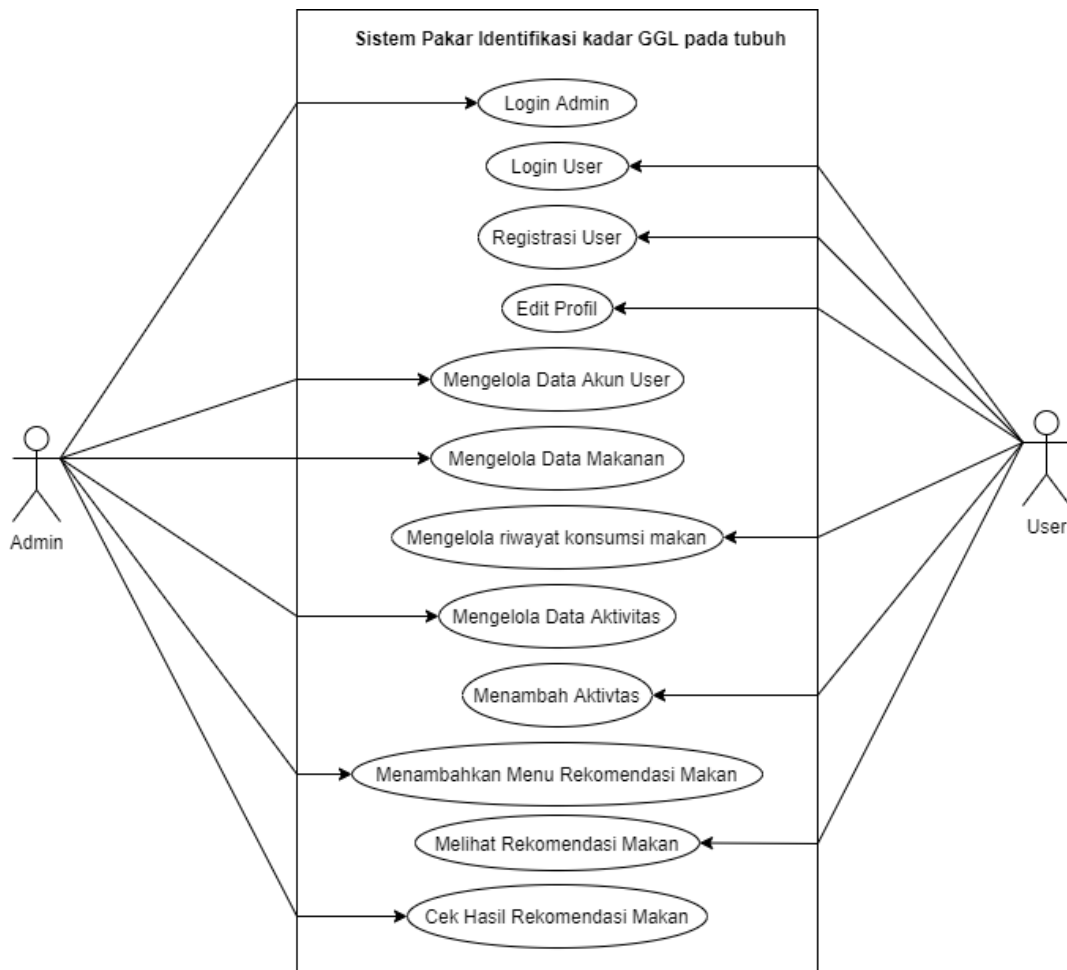 Sistem Pakar Identifikasi kadar GGL pada tubuh
Login Admin
Login User
Registrasi User
Edit Profil
Mengelola Data Akun User
Mengelola Data Makanan
Admin
User
Mengelola riwayat konsumsi makan
Mengelola Data Aktivitas
Menambah Aktivtas
Menambahkan Menu Rekomendasi Makan
Melihat Rekomendasi Makan
Cek Hasil Rekomendasi Makan